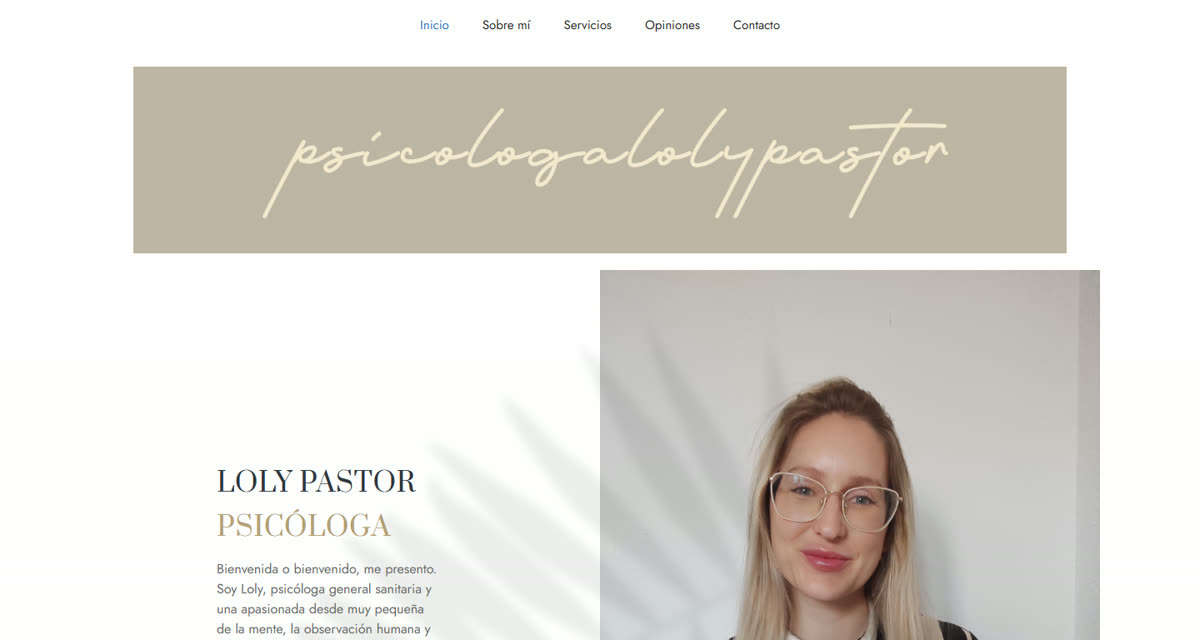 Inicio Sobre mí Servicios Opiniones Contacto
psicologalolypastor
LOLY PASTOR
PSICÓLOGA
Bienvenida o bienvenido, me presento.
Soy Loly, psicóloga general sanitaria y
una apasionada desde muy pequeña
de la mente, la observación humana y